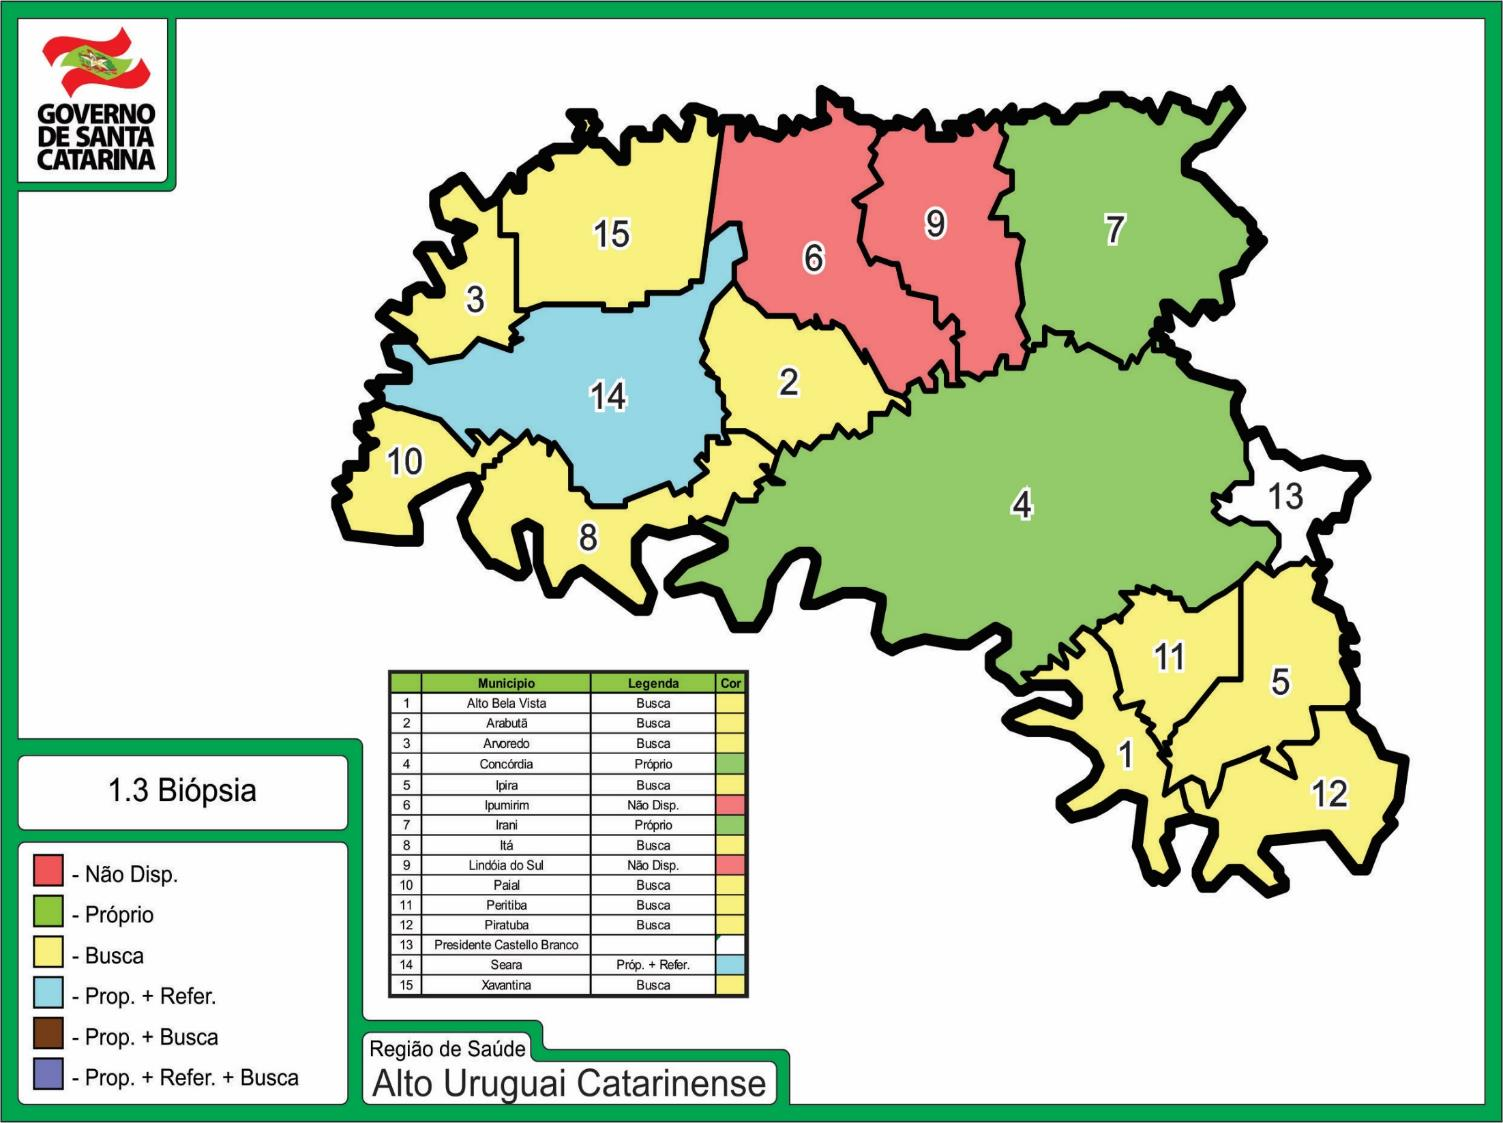 GOVERNO
DE SANTA
CATARINA
15
6
9
7
3
14
2
10
8
4
13
11
5
1
12
Municipio Legenda Cor
1 Alto Bela Vista Busca
2 Arabutã Busca
3 Arvoredo Busca
4 Concórdia Próprio
5 Ipira Busca
6 Ipumirim Não Disp.
7 Irani Próprio
8 Itá Busca
9 Lindóia do Sul Não Disp.
10 Paial Busca
11 Peritiba Busca
12 Piratuba Busca
13 Presidente Castello Branco
14 Seara Próp. + Refer.
15 Xavantina Busca
1.3 Biópsia
- Não Disp.
- Próprio
- Busca
- Prop. + Refer.
- Prop. + Busca
- Prop. + Refer. + Busca
Região de Saúde
Alto Uruguai Catarinense